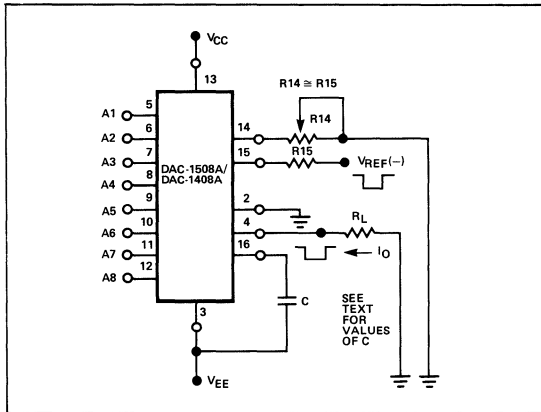 VCC
13
R14 ≅ R15
A1 5
A2 6
A3 7
A4 8
A5 9
A6 10
A7 11
A8 12
DAC-1508A/
DAC-1408A
14 R14
15 R15 VREF(−)
2
4 RL
16 IO
C
SEE
TEXT
FOR
VALUES
OF C
3
VEE